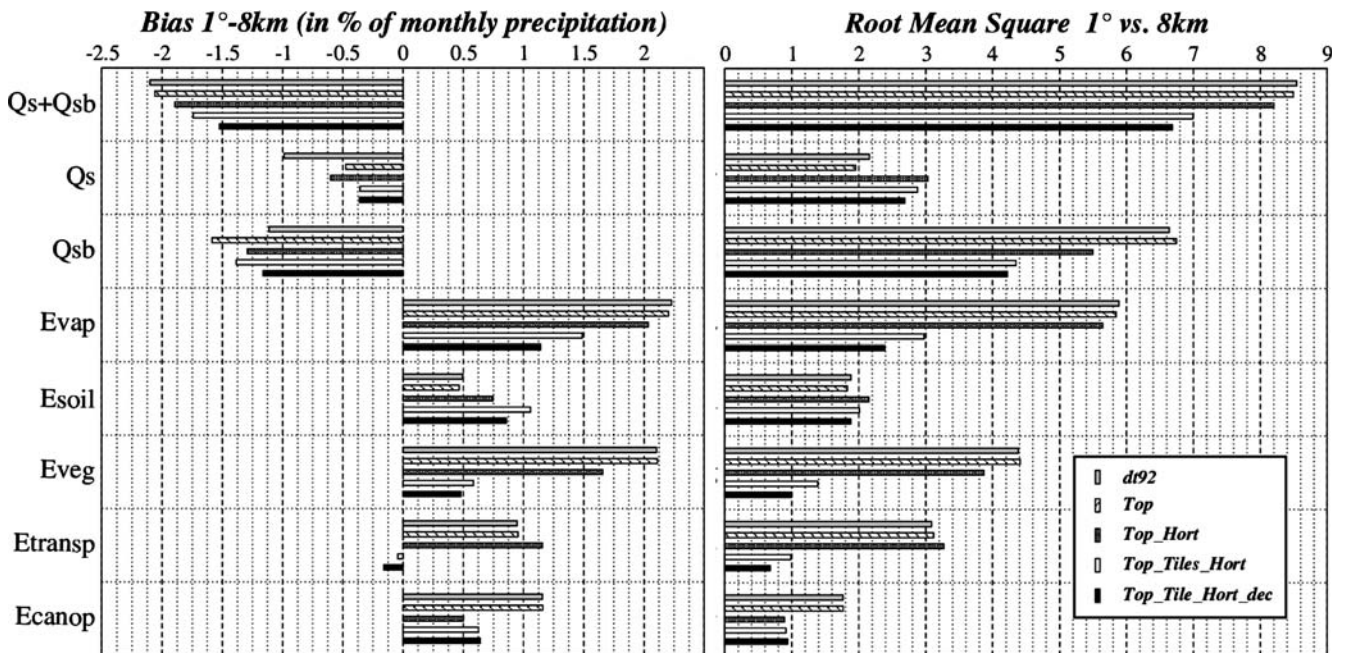 Bias 1°-8km (in % of monthly precipitation)
Root Mean Square 1° vs. 8km
-2.5 -2 -1.5 -1 -0.5 0 0.5 1 1.5 2
0 1 2 3 4 5 6 7 8 9
Qs+Qsb
Qs
Qsb
Evap
Esoil
Eveg
Etransp
Ecanop
dt92
Top
Top_Hort
Top_Tiles_Hort
Top_Tile_Hort_dec